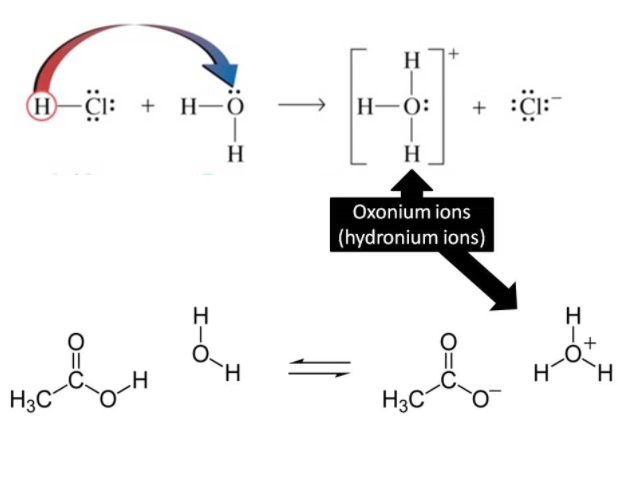 H–Cl: + H–O → [H–O:]+ + :Cl:–
H
H
H
Oxonium ions
(hydronium ions)
H
O
O
H
C
O
H
H3C
O
H
O
C
H3C
O–
H
O+
H
H